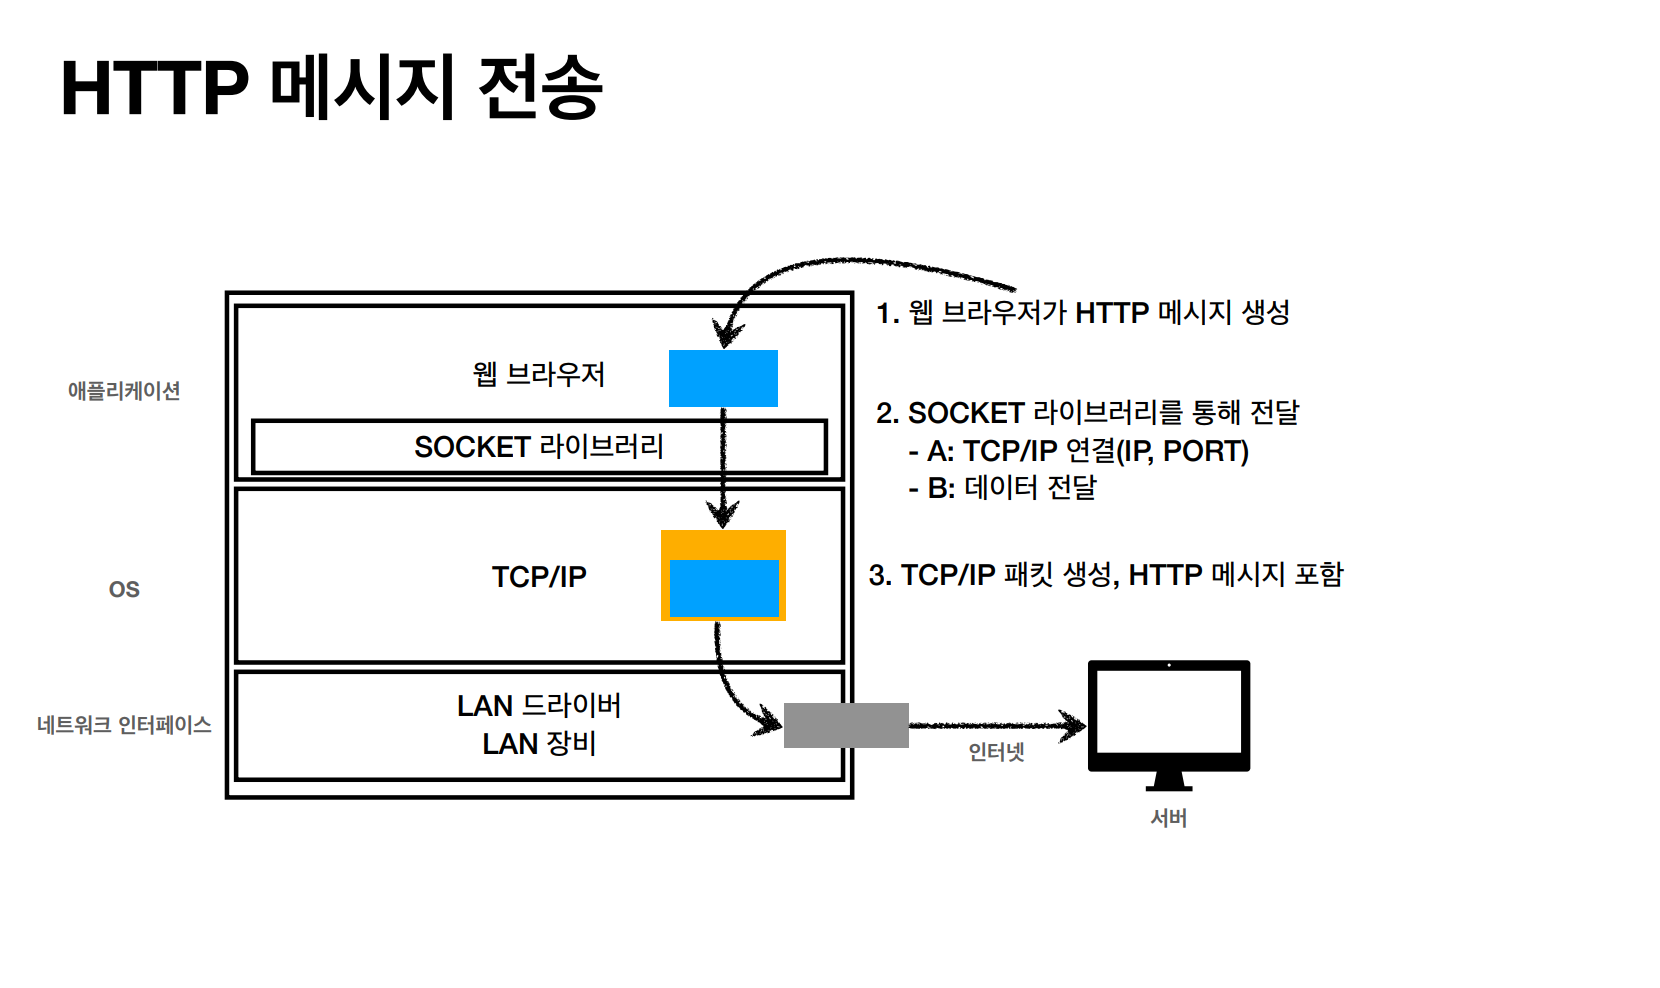 HTTP 메시지 전송
1. 웹 브라우저가 HTTP 메시지 생성
애플리케이션
웹 브라우저
SOCKET 라이브러리
2. SOCKET 라이브러리를 통해 전달
- A: TCP/IP 연결(IP, PORT)
- B: 데이터 전달
OS
TCP/IP
3. TCP/IP 패킷 생성, HTTP 메시지 포함
네트워크 인터페이스
LAN 드라이버
LAN 장비
인터넷
서버